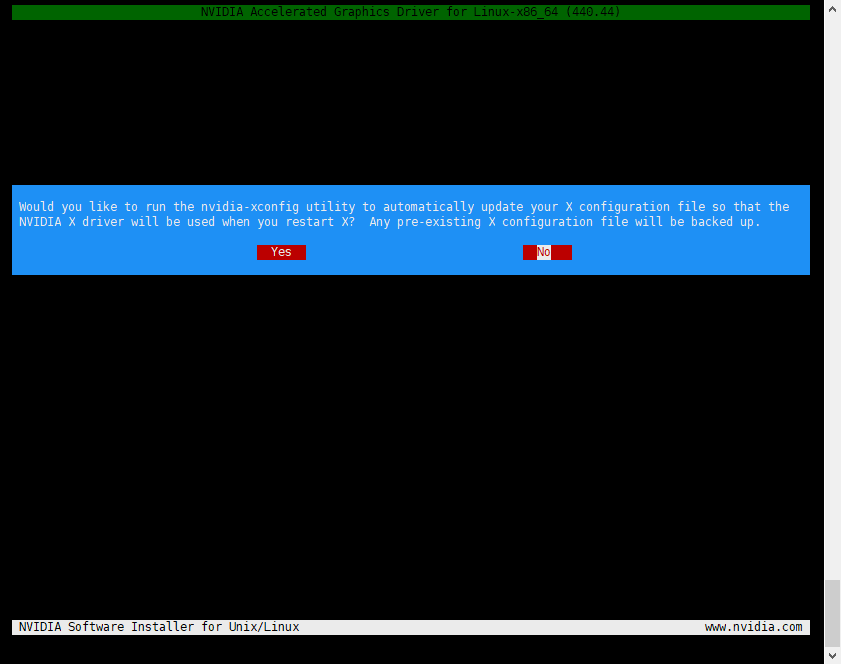 NVIDIA Accelerated Graphics Driver for Linux-x86_64 (440.44)
Would you like to run the nvidia-xconfig utility to automatically update your X configuration file so that the
NVIDIA X driver will be used when you restart X?  Any pre-existing X configuration file will be backed up.
Yes No
NVIDIA Software Installer for Unix/Linux www.nvidia.com